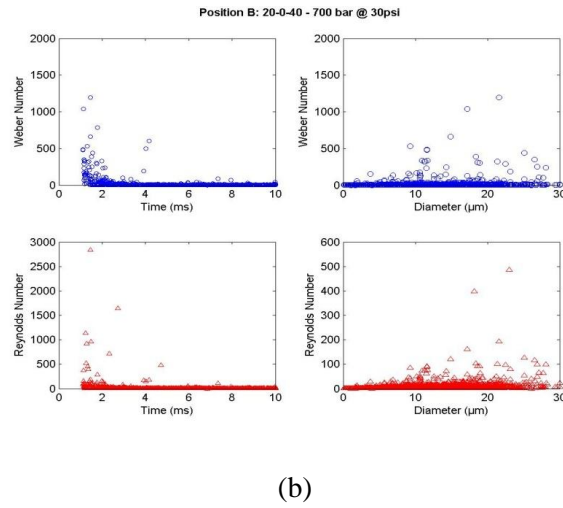 Position B: 20-0-40 - 700 bar @ 30psi
2000
1500
1000
500
0
Weber Number
0 2 4 6 8 10
Time (ms)
2000
1500
1000
500
0
Weber Number
0 10 20 30
Diameter (µm)
3000
2500
2000
1500
1000
500
0
Reynolds Number
0 2 4 6 8 10
Time (ms)
600
400
200
0
Reynolds Number
0 10 20 30
Diameter (µm)
(b)